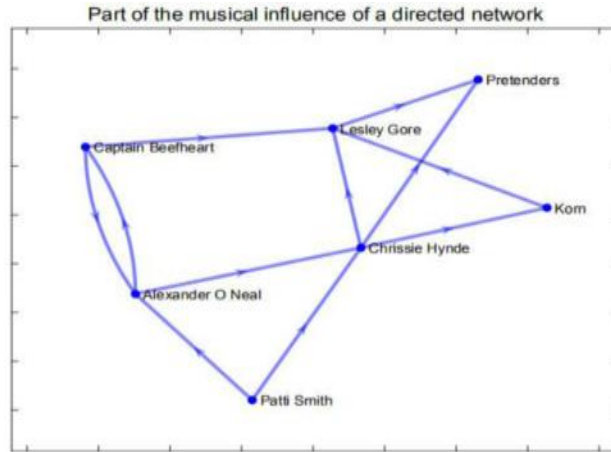 Part of the musical influence of a directed network
Pretenders
Lesley Gore
Captain Beefheart
Korn
Chrissie Hynde
Alexander O Neal
Patti Smith